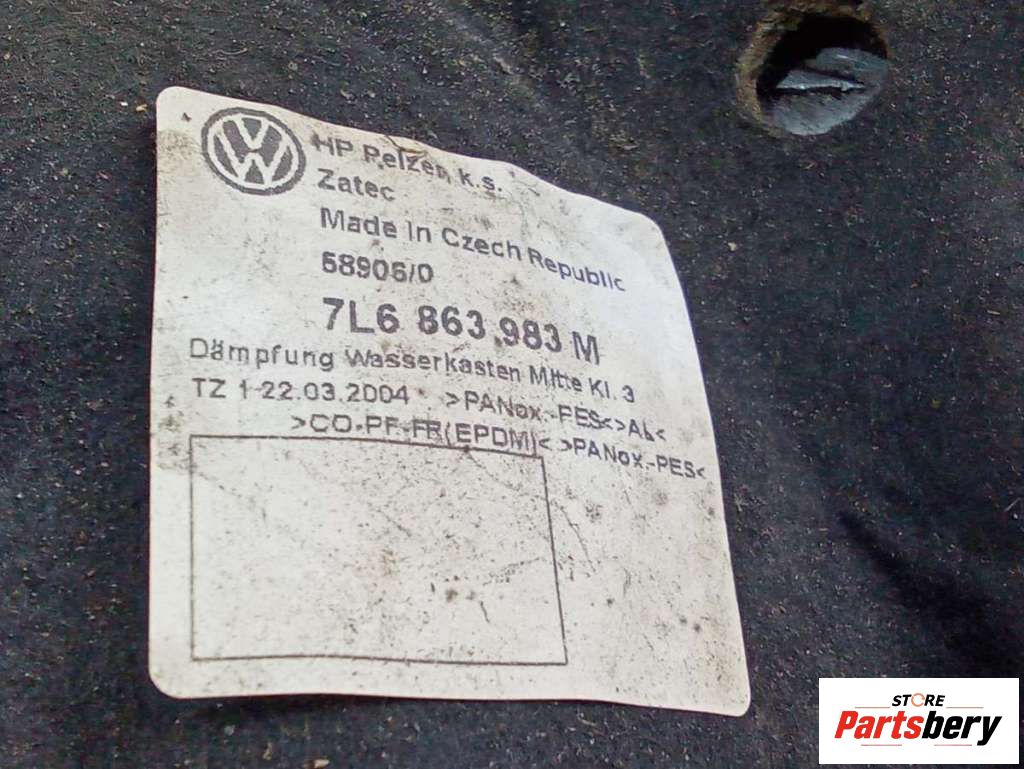 HP Pelzer, k.s.
Zatec
Made in Czech Republic
58906/0
7L6 863 983 M
Dämpfung Wasserkasten Mitte Kl. 3
TZ 1-22.03.2004 >PANox.-PES<>AL<
>CO-PF-FR(EPDM)< >PANox.-PES<
STORE
Partsbery